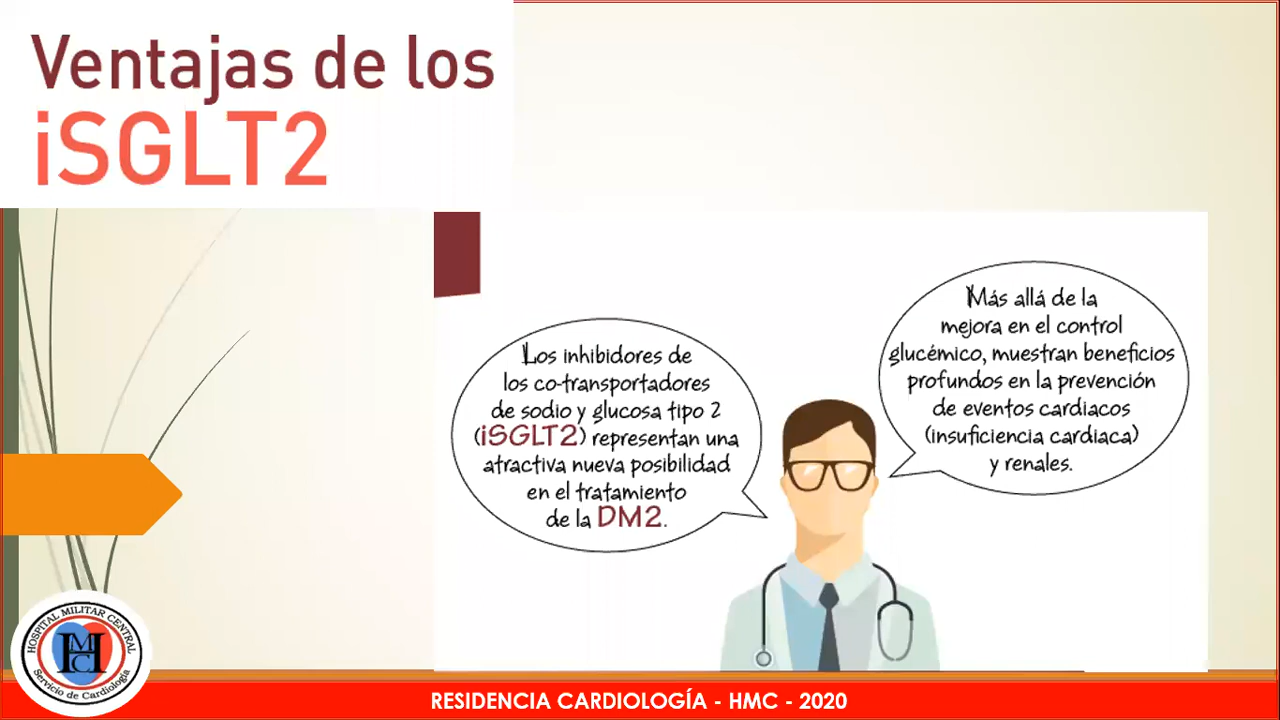 Ventajas de los
iSGLT2
Los inhibidores de
los co-transportadores
de sodio y glucosa tipo 2
(iSGLT2) representan una
atractiva nueva posibilidad
en el tratamiento
de la DM2.
Más allá de la
mejora en el control
glucémico, muestran beneficios
profundos en la prevención
de eventos cardiacos
(insuficiencia cardiaca)
y renales.
HOSPITAL MILITAR CENTRAL
HMC
Servicio de Cardiología
RESIDENCIA CARDIOLOGÍA - HMC - 2020